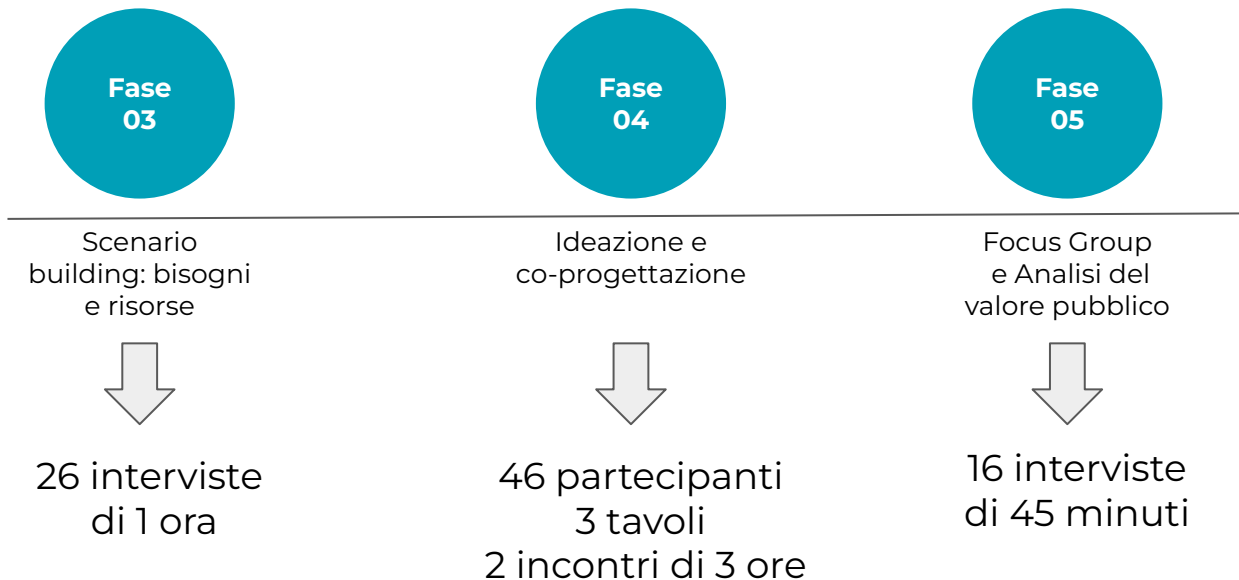 Fase
03
Scenario
building: bisogni
e risorse
26 interviste
di 1 ora
Fase
04
Ideazione e
co-progettazione
46 partecipanti
3 tavoli
2 incontri di 3 ore
Fase
05
Focus Group
e Analisi del
valore pubblico
16 interviste
di 45 minuti